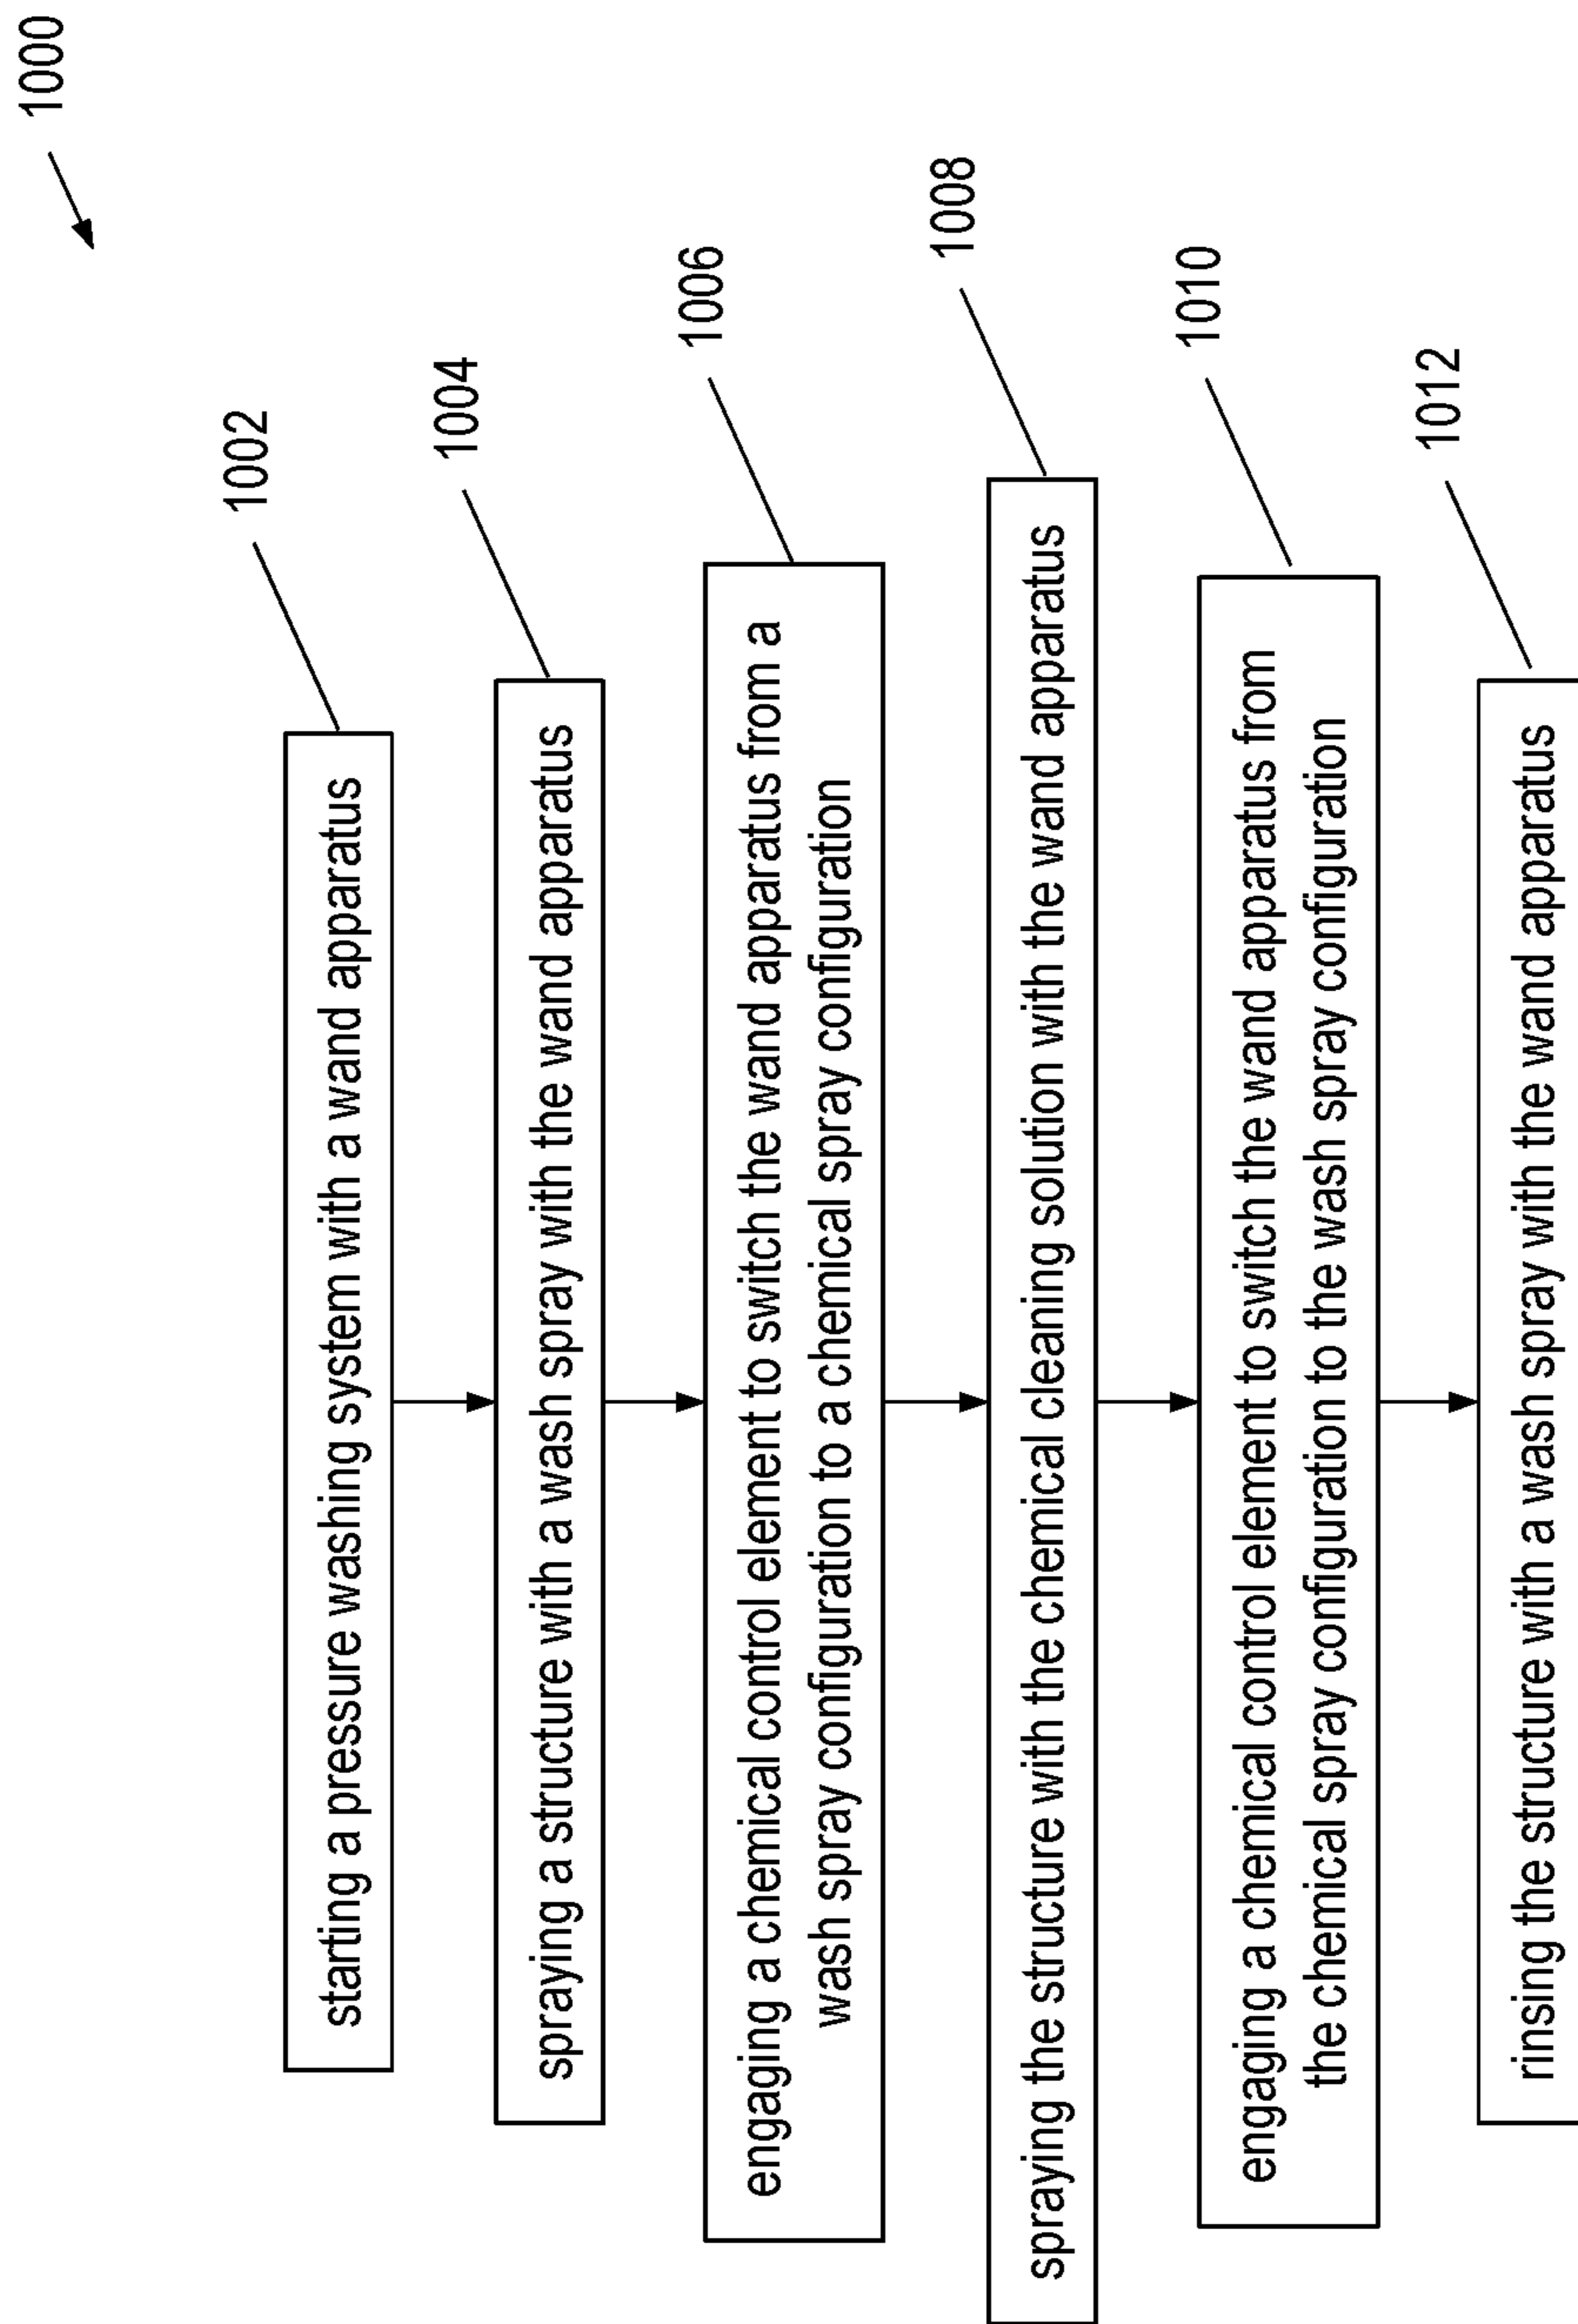 1000
1002
starting a pressure washing system with a wand apparatus
1004
spraying a structure with a wash spray with the wand apparatus
1006
engaging a chemical control element to switch the wand apparatus from a
wash spray configuration to a chemical spray configuration
1008
spraying the structure with the chemical cleaning solution with the wand apparatus
1010
engaging a chemical control element to switch the wand apparatus from
the chemical spray configuration to the wash spray configuration
1012
rinsing the structure with a wash spray with the wand apparatus